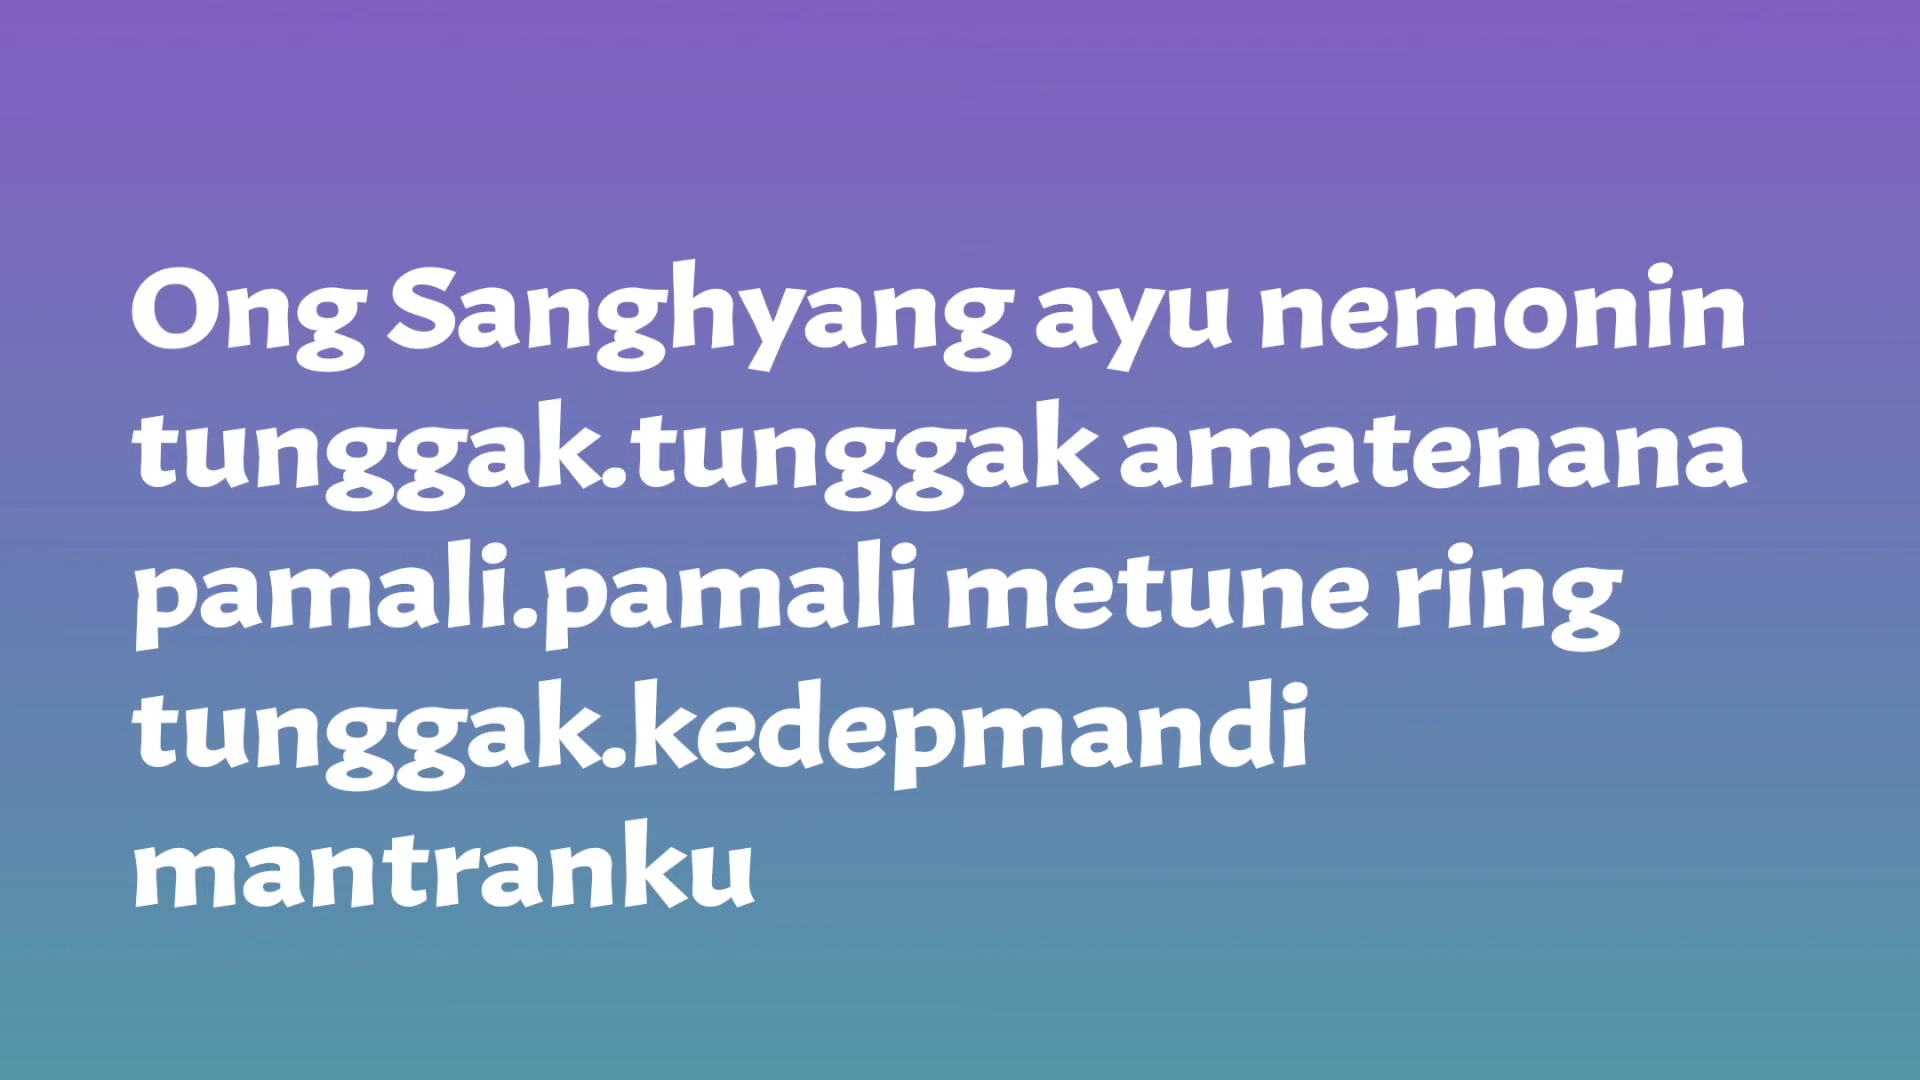 Ong Sanghyang ayu nemonin
tunggak.tunggak amatenana
pamali.pamali metune ring
tunggak.kedepmandi
mantranku